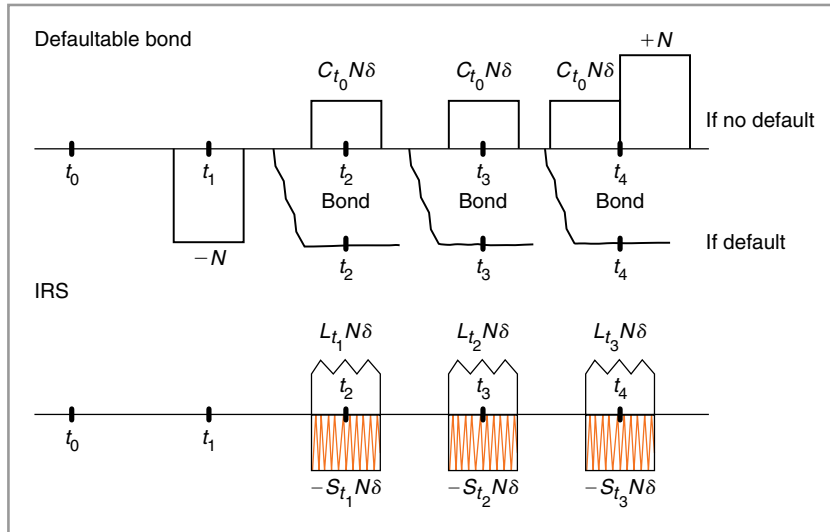 Defaultable bond
+N
C_{t_0}Nδ C_{t_0}Nδ C_{t_0}Nδ
If no default
t_0 t_1 t_2 t_3 t_4
Bond Bond Bond
−N t_2 t_3 t_4 If default
IRS
L_{t_1}Nδ L_{t_2}Nδ L_{t_3}Nδ
t_2 t_3 t_4
t_0 t_1
−S_{t_1}Nδ −S_{t_2}Nδ −S_{t_3}Nδ